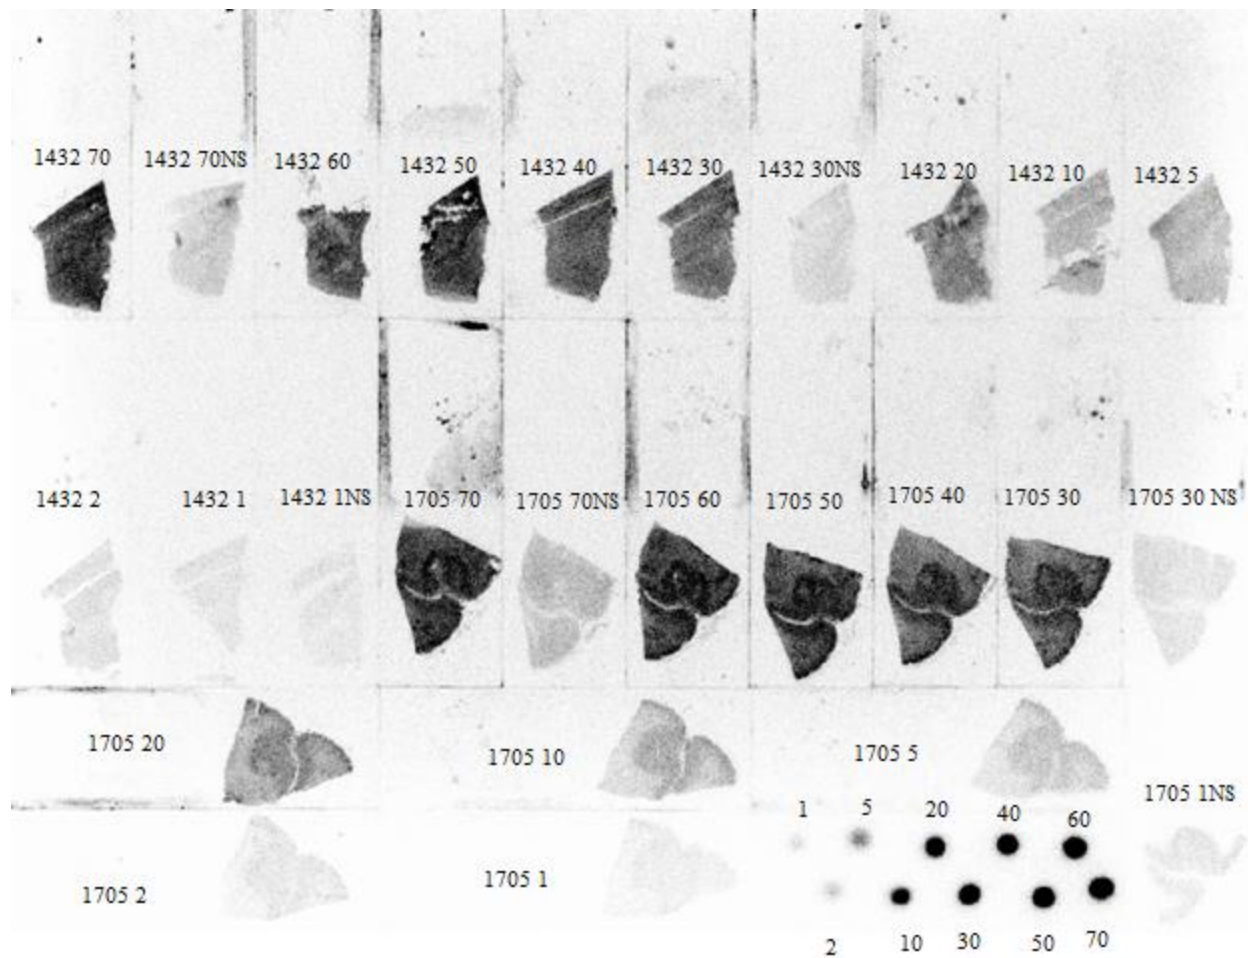 1432 70
1432 70NS
1432 60
1432 50
1432 40
1432 30
1432 30NS
1432 20
1432 10
1432 5
1432 2
1432 1
1432 1NS
1705 70
1705 70NS
1705 60
1705 50
1705 40
1705 30
1705 30 NS
1705 20
1705 10
1705 5
1705 1NS
1 5 20 40 60
1705 2
1705 1
2 10 30 50 70